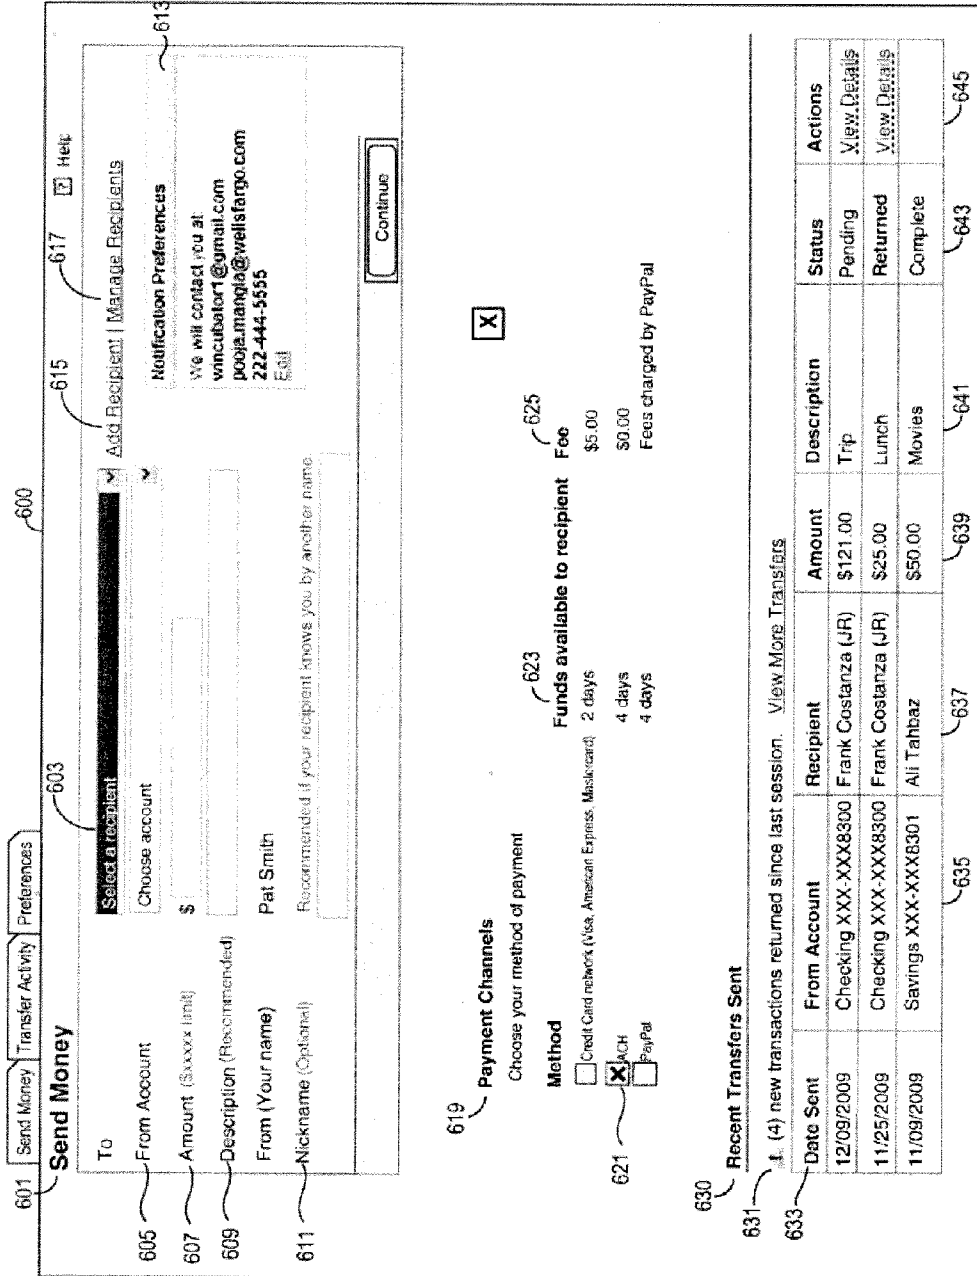 600
601
Send Money Transfer Activity Preferences
Send Money
? Help
603
615
617
To Select a recipient Add Recipient | Manage Recipients
605 From Account Choose account
607 Amount ($xxxxx limit) $
609 Description (Recommended)
From (Your name) Pat Smith
611 Nickname (Optional) Recommended if your recipient knows you by another name.
613
Notification Preferences
We will contact you at
wincubator1@gmail.com
pooja.mangla@wellsfargo.com
222-444-5555
Edit
Continue
619 Payment Channels
X
Choose your method of payment
623
625
Method Funds available to recipient Fee
Credit Card network (Visa, American Express, Mastercard) 2 days $5.00
621 X ACH 4 days $0.00
PayPal 4 days Fees charged by PayPal
630 Recent Transfers Sent
631 (4) new transactions returned since last session. View More Transfers
633 Date Sent From Account Recipient Amount Description Status Actions
12/09/2009 Checking XXX-XXX8300 Frank Costanza (JR) $121.00 Trip Pending View Details
11/25/2009 Checking XXX-XXX8300 Frank Costanza (JR) $25.00 Lunch Returned View Details
11/09/2009 Savings XXX-XXX8301 Ali Tahbaz $50.00 Movies Complete
635 637 639 641 643 645